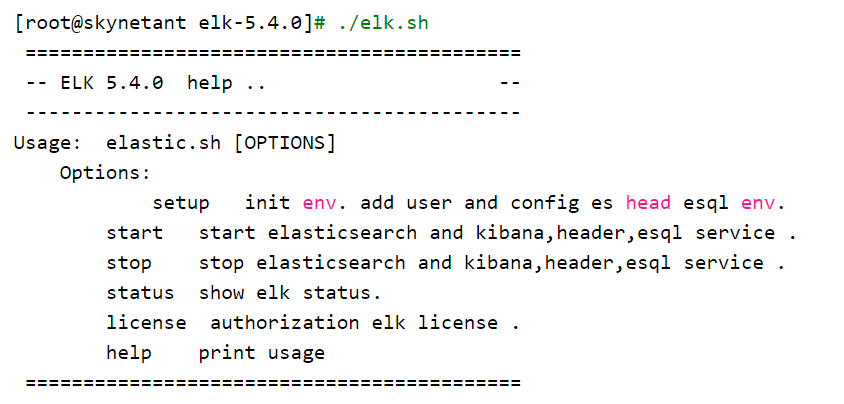 [root@skynetant elk-5.4.0]# ./elk.sh
===========================================
-- ELK 5.4.0  help ..                    --
-------------------------------------------
Usage:  elastic.sh [OPTIONS]
    Options:
            setup   init env. add user and config es head esql env.
        start   start elasticsearch and kibana,header,esql service .
        stop    stop elasticsearch and kibana,header,esql service .
        status  show elk status.
        license  authorization elk license .
        help    print usage
===========================================